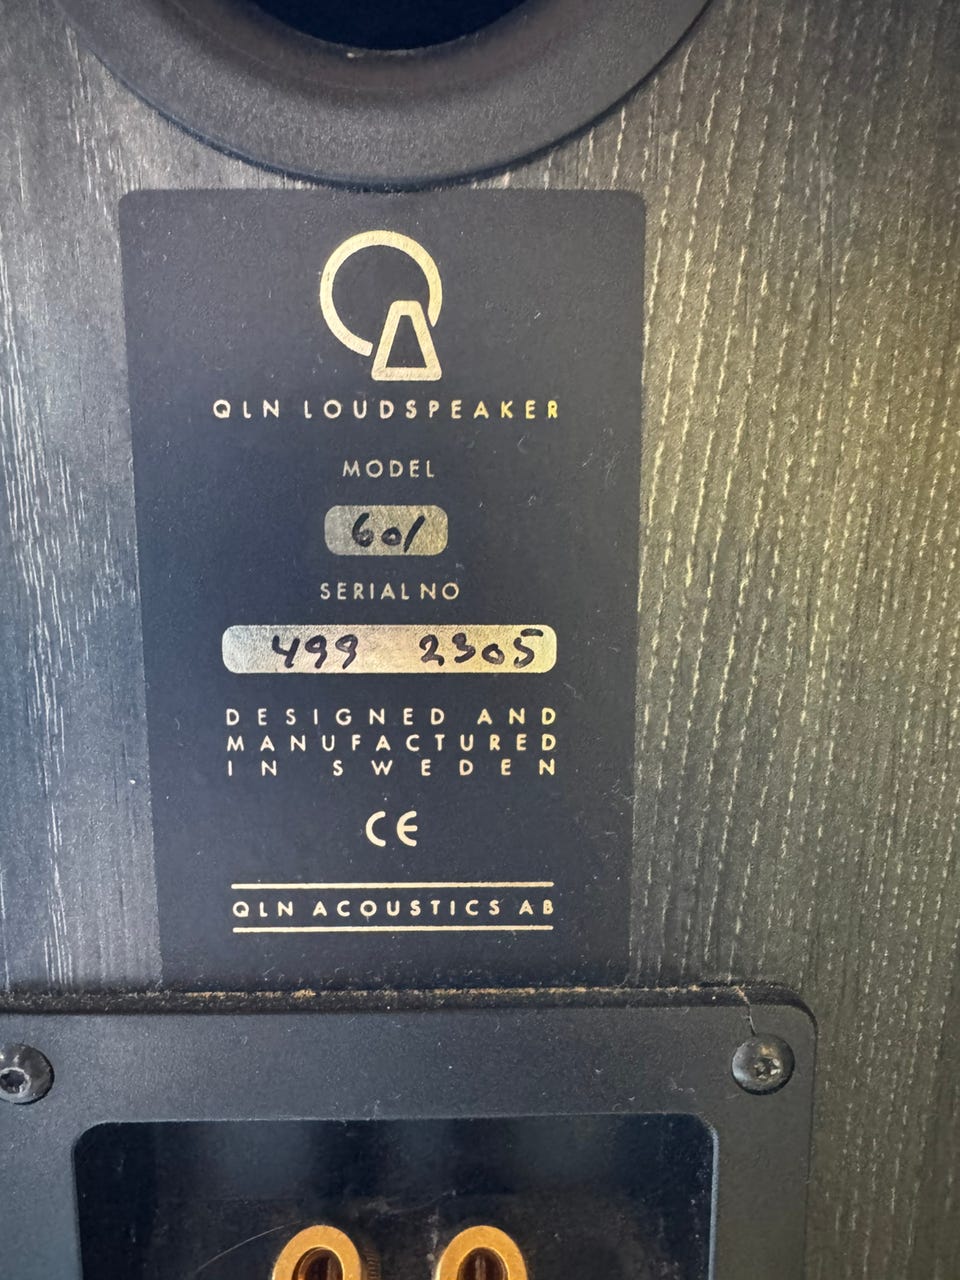 QLN LOUDSPEAKER
MODEL
601
SERIAL NO
499 2305
DESIGNED AND
MANUFACTURED
IN SWEDEN
CE
QLN ACOUSTICS AB